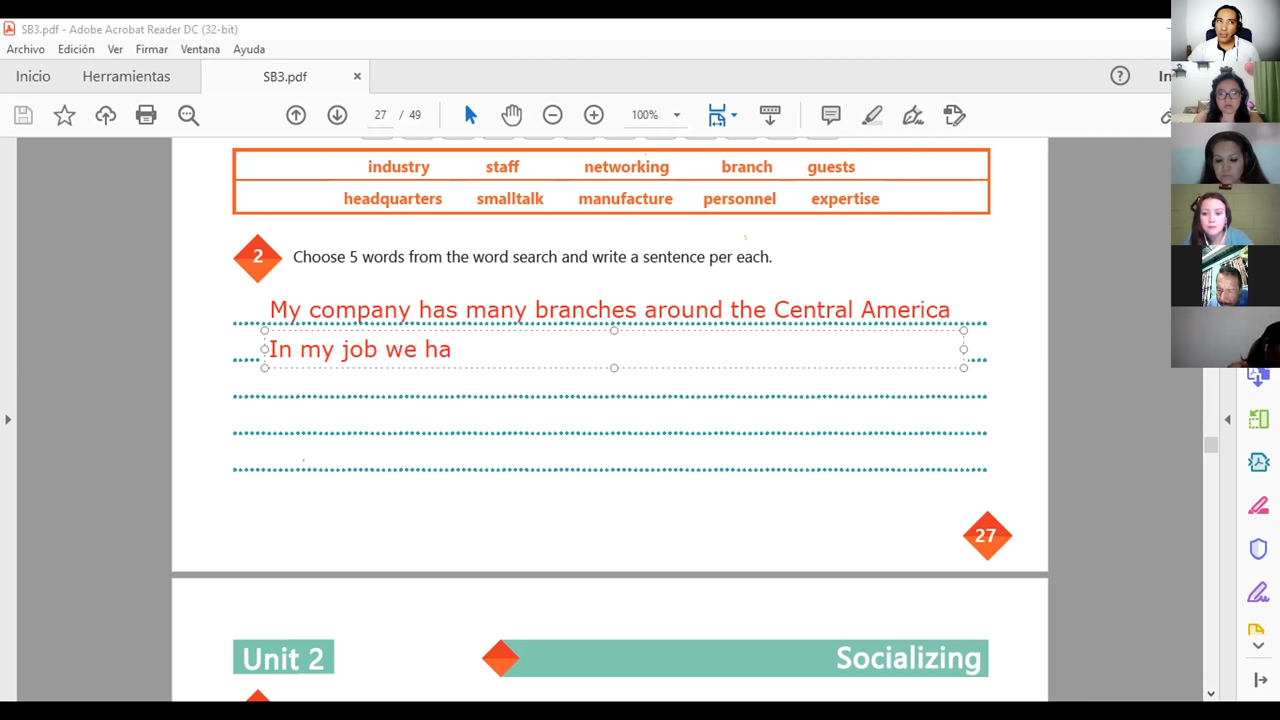 SB3.pdf - Adobe Acrobat Reader DC (32-bit)
Archivo Edición Ver Firmar Ventana Ayuda
Inicio Herramientas SB3.pdf × In
27 / 49 100%
industry staff networking branch guests
headquarters smalltalk manufacture personnel expertise
2 Choose 5 words from the word search and write a sentence per each.
My company has many branches around the Central America
In my job we ha
27
Unit 2 Socializing